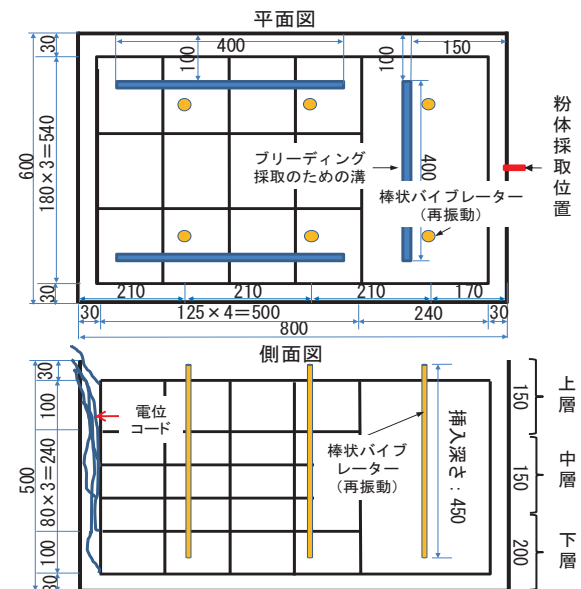 平面図
400
150
30
100
100
600
180×3＝540
ブリーディング
採取のための溝
400
棒状バイブレーター
（再振動）
粉体採取位置
30
210
210
210
170
30
125×4＝500
240
30
800
側面図
30
100
電位
コード
500
80×3＝240
100
30
棒状バイブ
レーター
（再振動）
挿入深さ：450
150
上層
150
中層
200
下層